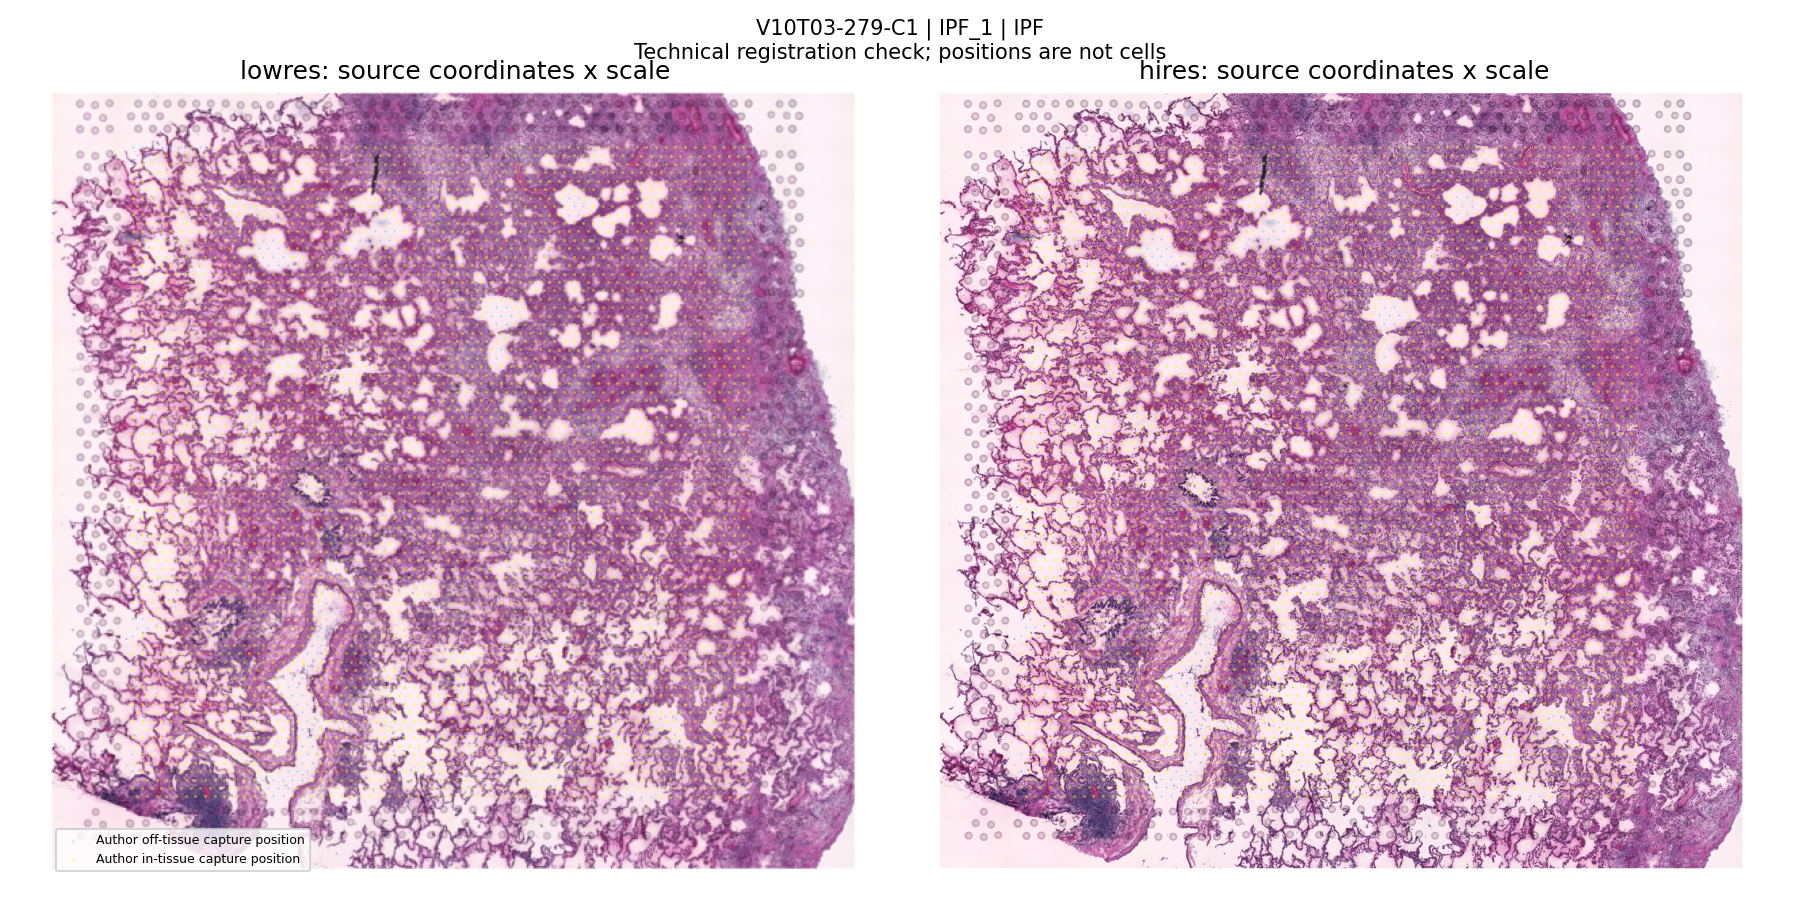 V10T03-279-C1 | IPF_1 | IPF
Technical registration check; positions are not cells
lowres: source coordinates x scale
hires: source coordinates x scale
Author off-tissue capture position
Author in-tissue capture position